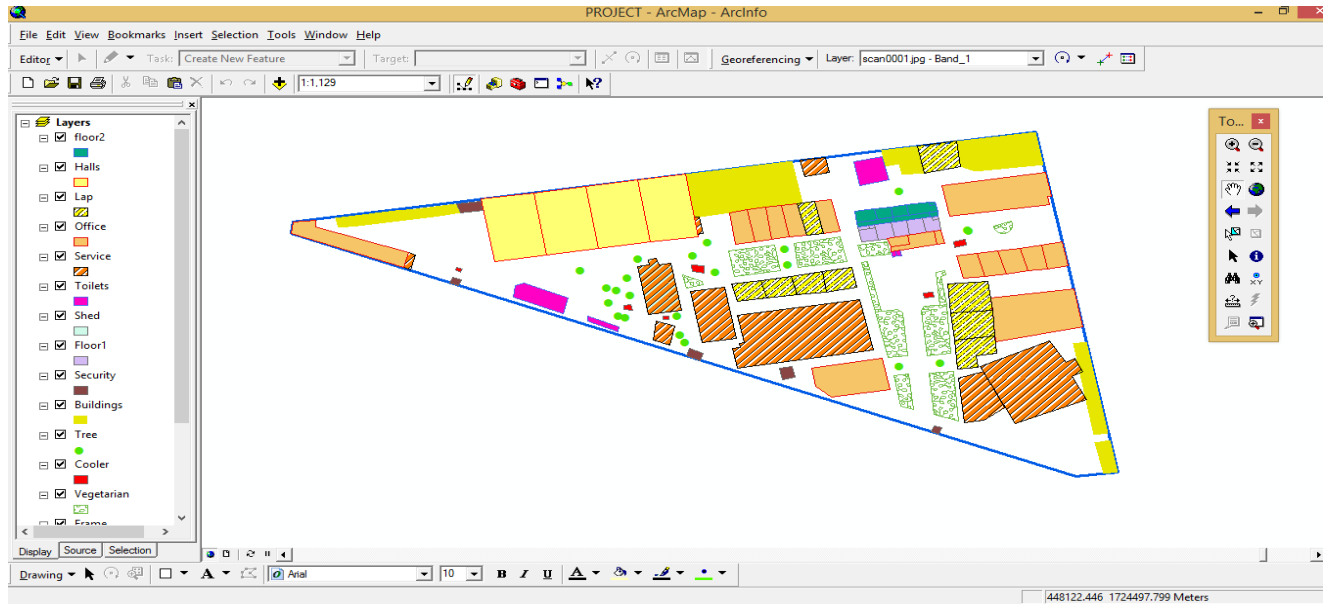 PROJECT - ArcMap - ArcInfo
File Edit View Bookmarks Insert Selection Tools Window Help
Editor Task: Create New Feature Target: Georeferencing Layer: scan0001.jpg - Band_1
1:1,129
Layers
floor2
Halls
Lap
Office
Service
Toilets
Shed
Floor1
Security
Buildings
Tree
Cooler
Vegetarian
Frame
To...
Display Source Selection
Drawing A Arial 10 B I U A
448122.446 1724497.799 Meters